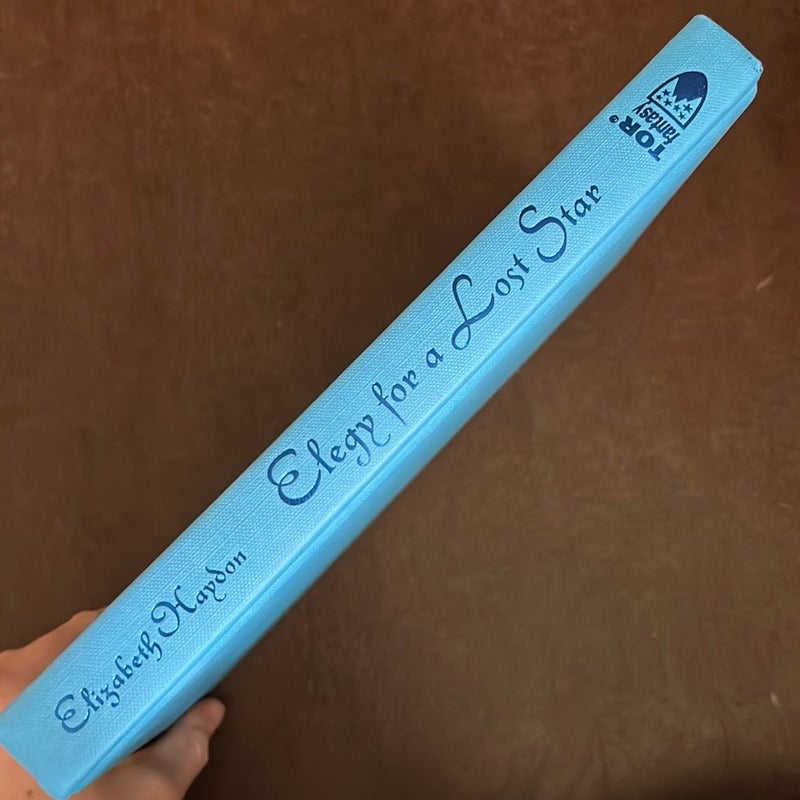 Elizabeth Haydon
Elegy for a Lost Star
TOR®
fantasy